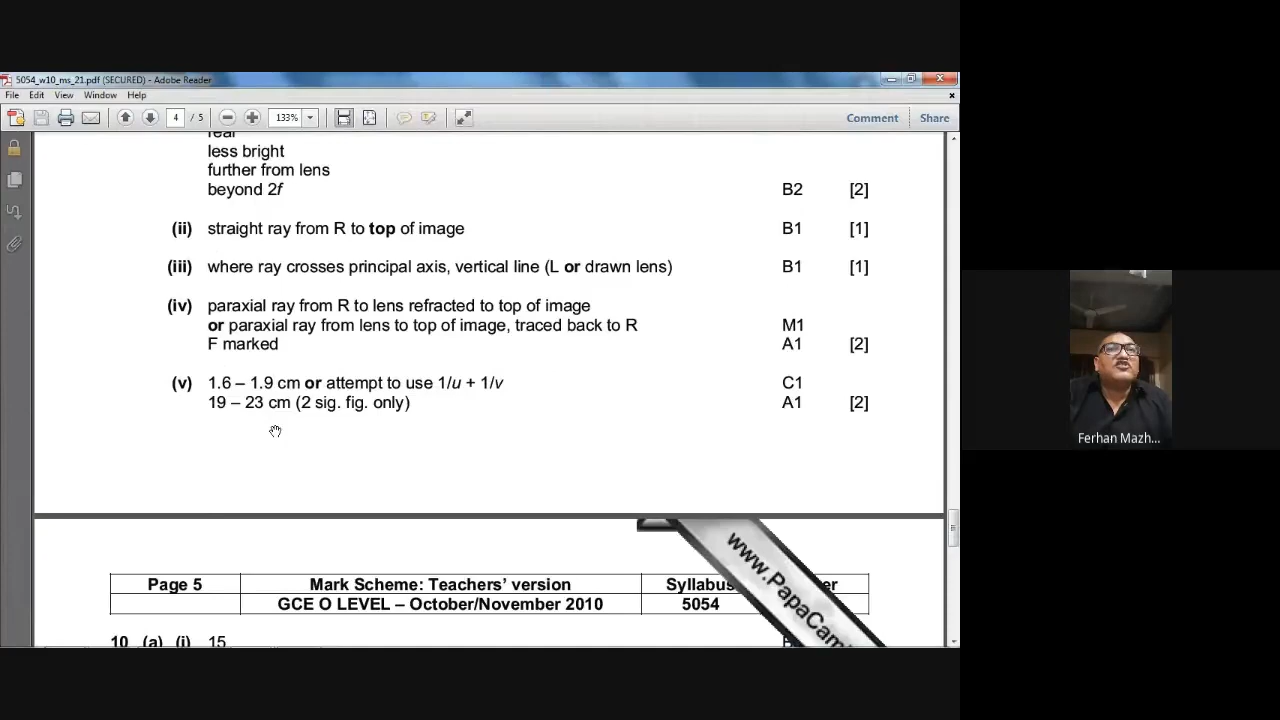 5054_w10_ms_21.pdf (SECURED) - Adobe Reader
File Edit View Window Help
4 / 5 133% Comment Share
real
less bright
further from lens
beyond 2f B2 [2]
(ii) straight ray from R to top of image B1 [1]
(iii) where ray crosses principal axis, vertical line (L or drawn lens) B1 [1]
(iv) paraxial ray from R to lens refracted to top of image
or paraxial ray from lens to top of image, traced back to R M1
F marked A1 [2]
(v) 1.6 – 1.9 cm or attempt to use 1/u + 1/v C1
19 – 23 cm (2 sig. fig. only) A1 [2]
Ferhan Mazh...
www.PapaCam
Page 5 Mark Scheme: Teachers' version Syllabus er
GCE O LEVEL – October/November 2010 5054
10 (a) (i) 15